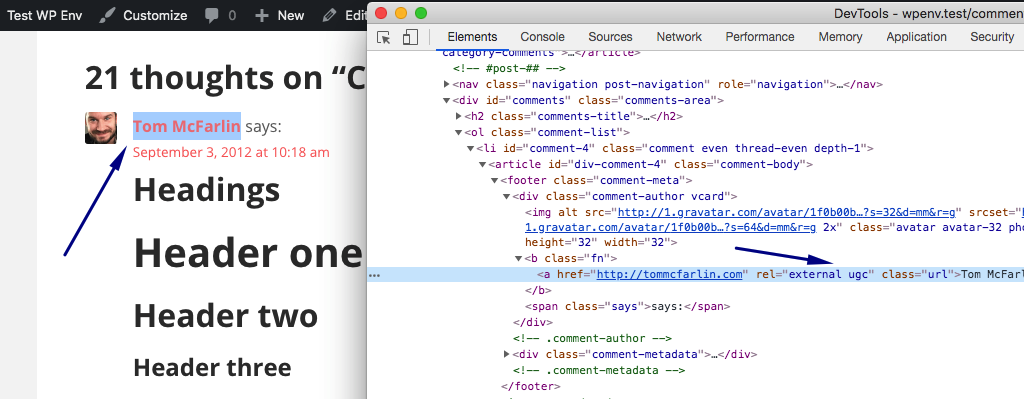 Test WP Env Customize 0 New Edi
21 thoughts on “C
Tom McFarlin says:
September 3, 2012 at 10:18 am
Headings
Header one
Header two
Header three
DevTools - wpenv.test/commen
Elements Console Sources Network Performance Memory Application Security
category-comments">…</article>
<!-- #post-## -->
<nav class="navigation post-navigation" role="navigation">…</nav>
<div id="comments" class="comments-area">
<h2 class="comments-title">…</h2>
<ol class="comment-list">
<li id="comment-4" class="comment even thread-even depth-1">
<article id="div-comment-4" class="comment-body">
<footer class="comment-meta">
<div class="comment-author vcard">
<img alt src="http://1.gravatar.com/avatar/1f0b00b…?s=32&d=mm&r=g" srcset="
1.gravatar.com/avatar/1f0b00b…?s=64&d=mm&r=g 2x" class="avatar avatar-32 pho
height="32" width="32">
<b class="fn">
<a href="http://tommcfarlin.com" rel="external ugc" class="url">Tom McFarl
</b>
<span class="says">says:</span>
</div>
<!-- .comment-author -->
<div class="comment-metadata">…</div>
<!-- .comment-metadata -->
</footer>